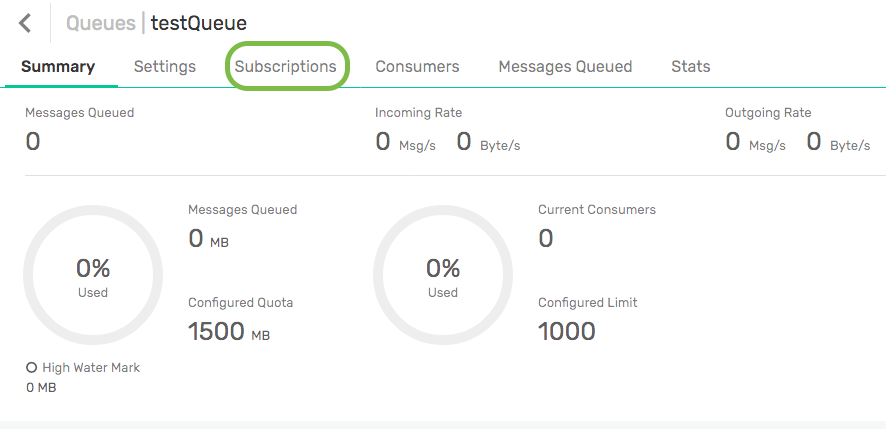 Queues | testQueue
Summary Settings Subscriptions Consumers Messages Queued Stats
Messages Queued Incoming Rate Outgoing Rate
0 0 Msg/s 0 Byte/s 0 Msg/s 0 Byte/s
Messages Queued Current Consumers
0 MB 0
0% Used 0% Used
Configured Quota Configured Limit
1500 MB 1000
High Water Mark
0 MB